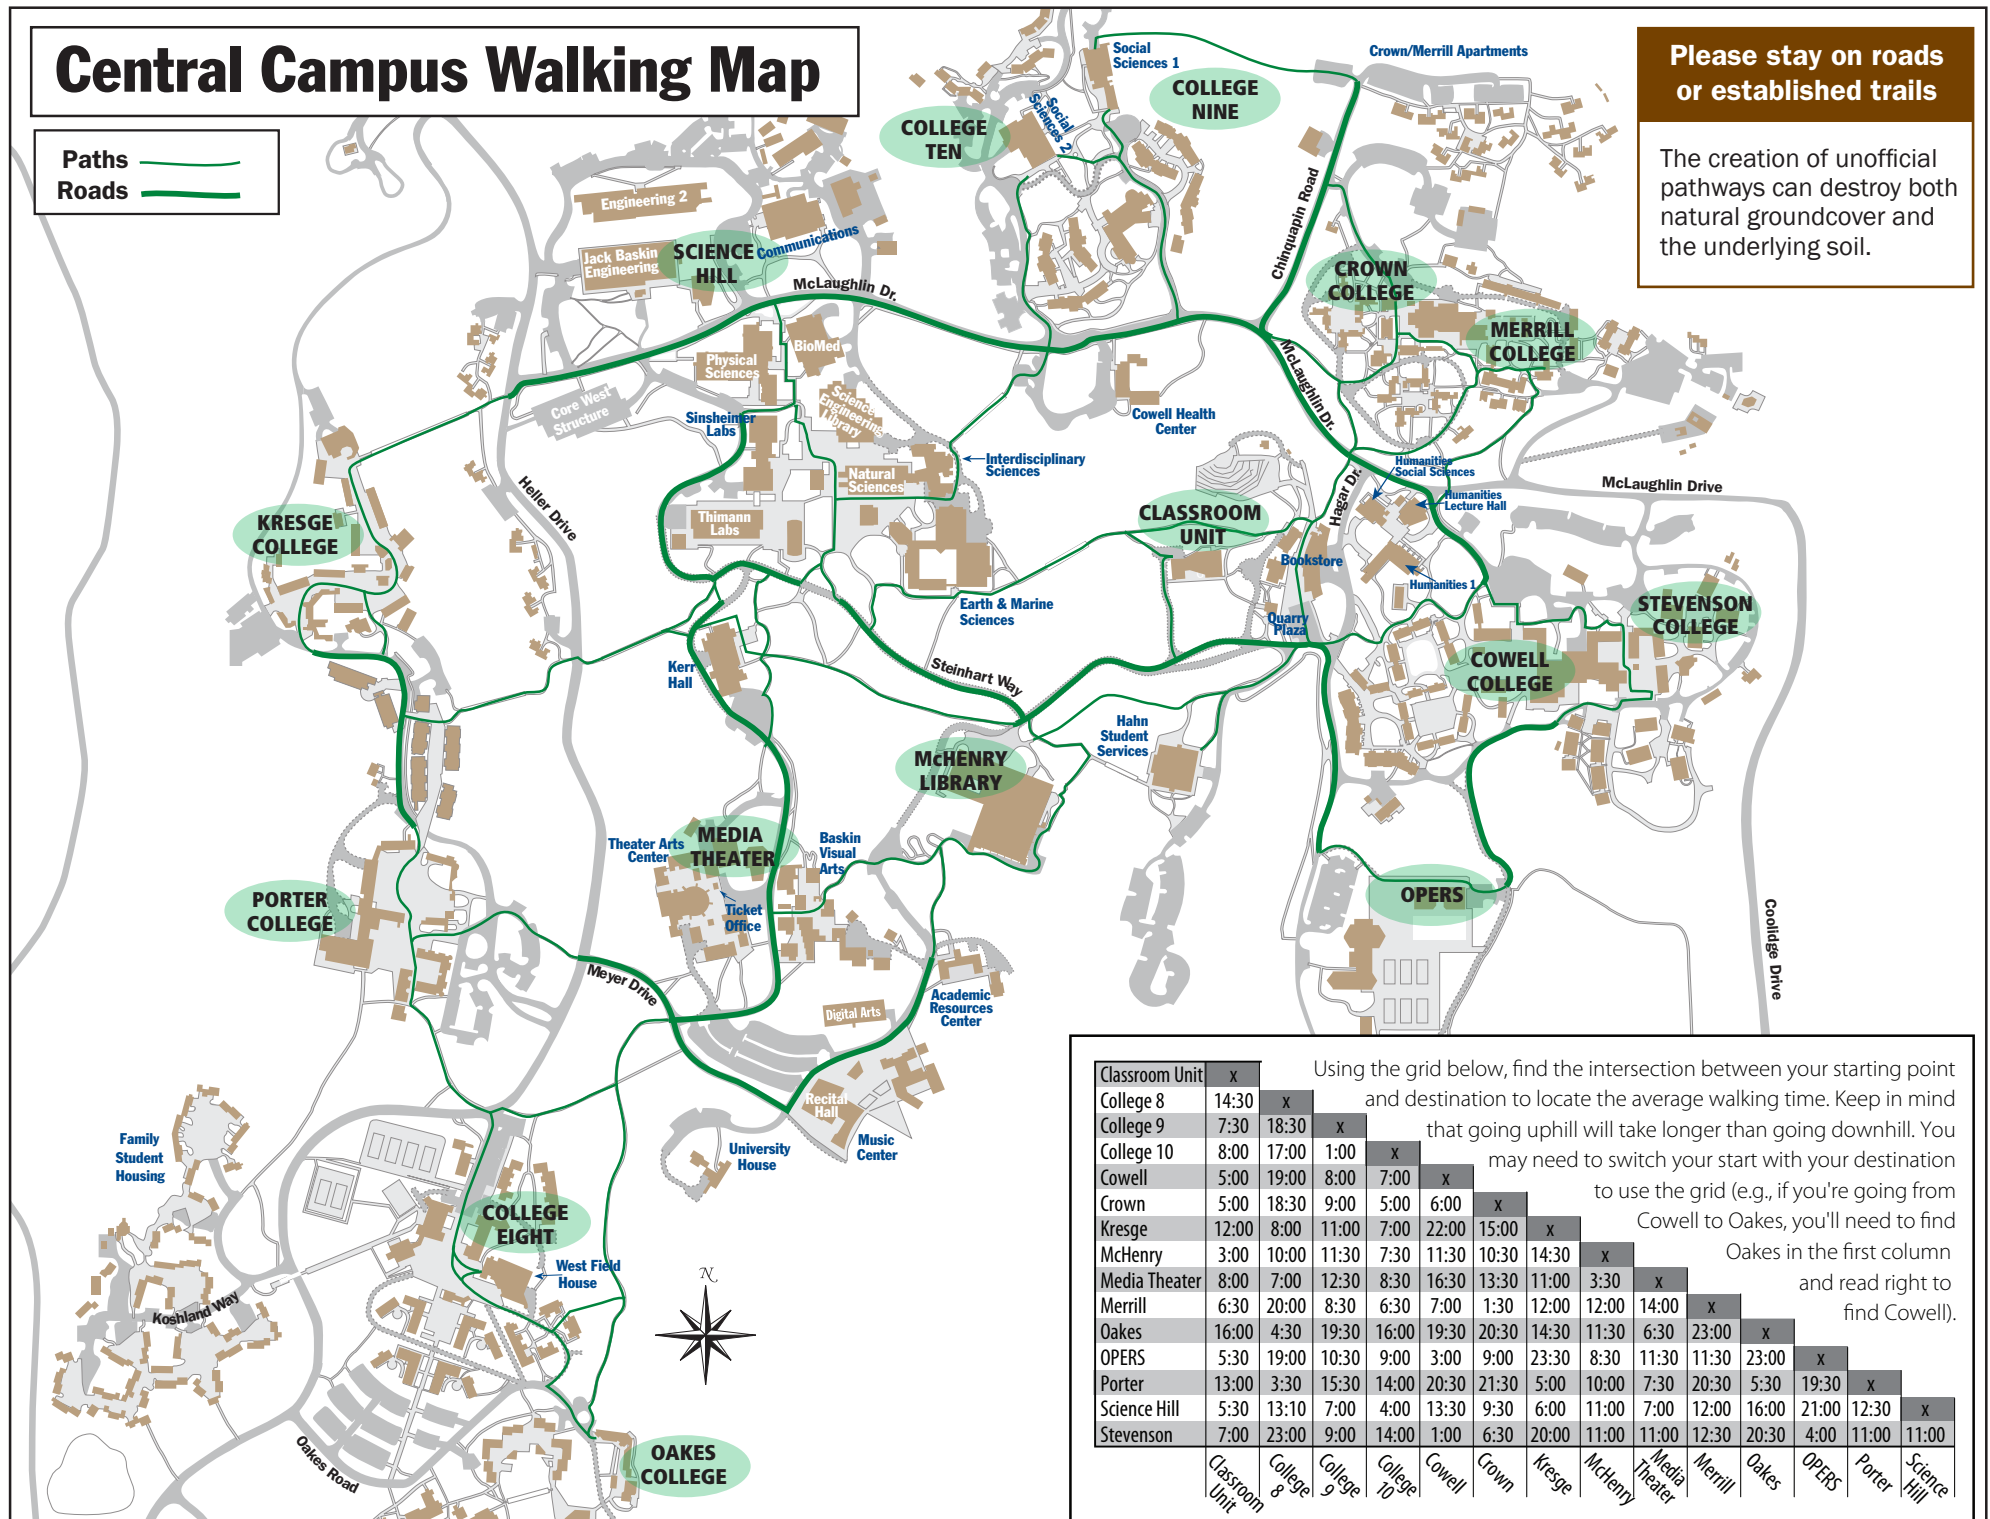 Central Campus Walking Map
Paths
Roads
Please stay on roads
or established trails
The creation of unofficial
pathways can destroy both
natural groundcover and
the underlying soil.
Social
Sciences 1
Crown/Merrill Apartments
COLLEGE
NINE
COLLEGE
TEN
Social
Sciences 2
Chinquapin Road
Engineering 2
Communications
Jack Baskin
Engineering
SCIENCE
HILL
McLaughlin Dr.
CROWN
COLLEGE
MERRILL
COLLEGE
McLaughlin Dr.
Physical
Sciences
BioMed
Core West
Structure
Science
Engineering
Library
Sinsheimer
Labs
Cowell Health
Center
Interdisciplinary
Sciences
Natural
Sciences
Humanities
Social Sciences
McLaughlin Drive
Humanities
Lecture Hall
Heller Drive
Hagar Dr.
Thimann
Labs
CLASSROOM
UNIT
KRESGE
COLLEGE
Bookstore
Humanities 1
Earth & Marine
Sciences
Quarry
Plaza
STEVENSON
COLLEGE
Kerr
Hall
Steinhart Way
COWELL
COLLEGE
Hahn
Student
Services
McHENRY
LIBRARY
Theater Arts
Center
MEDIA
THEATER
Baskin
Visual
Arts
Ticket
Office
PORTER
COLLEGE
OPERS
Coolidge Drive
Meyer Drive
Digital Arts
Academic
Resources
Center
Recital
Hall
Music
Center
University
House
Family
Student
Housing
COLLEGE
EIGHT
West Field
House
Koshland Way
N
Oakes Road
OAKES
COLLEGE
Using the grid below, find the intersection between your starting point
and destination to locate the average walking time. Keep in mind
that going uphill will take longer than going downhill. You
may need to switch your start with your destination
to use the grid (e.g., if you're going from
Cowell to Oakes, you'll need to find
Oakes in the first column
and read right to
find Cowell).
Classroom Unit x
College 8 14:30 x
College 9 7:30 18:30 x
College 10 8:00 17:00 1:00 x
Cowell 5:00 19:00 8:00 7:00 x
Crown 5:00 18:30 9:00 5:00 6:00 x
Kresge 12:00 8:00 11:00 7:00 22:00 15:00 x
McHenry 3:00 10:00 11:30 7:30 11:30 10:30 14:30 x
Media Theater 8:00 7:00 12:30 8:30 16:30 13:30 11:00 3:30 x
Merrill 6:30 20:00 8:30 6:30 7:00 1:30 12:00 12:00 14:00 x
Oakes 16:00 4:30 19:30 16:00 19:30 20:30 14:30 11:30 6:30 23:00 x
OPERS 5:30 19:00 10:30 9:00 3:00 9:00 23:30 8:30 11:30 11:30 23:00 x
Porter 13:00 3:30 15:30 14:00 20:30 21:30 5:00 10:00 7:30 20:30 5:30 19:30 x
Science Hill 5:30 13:10 7:00 4:00 13:30 9:30 6:00 11:00 7:00 12:00 16:00 21:00 12:30 x
Stevenson 7:00 23:00 9:00 14:00 1:00 6:30 20:00 11:00 11:00 12:30 20:30 4:00 11:00 11:00
Classroom
Unit
College
8
College
9
College
10
Cowell
Crown
Kresge
McHenry
Media
Theater
Merrill
Oakes
OPERS
Porter
Science
Hill